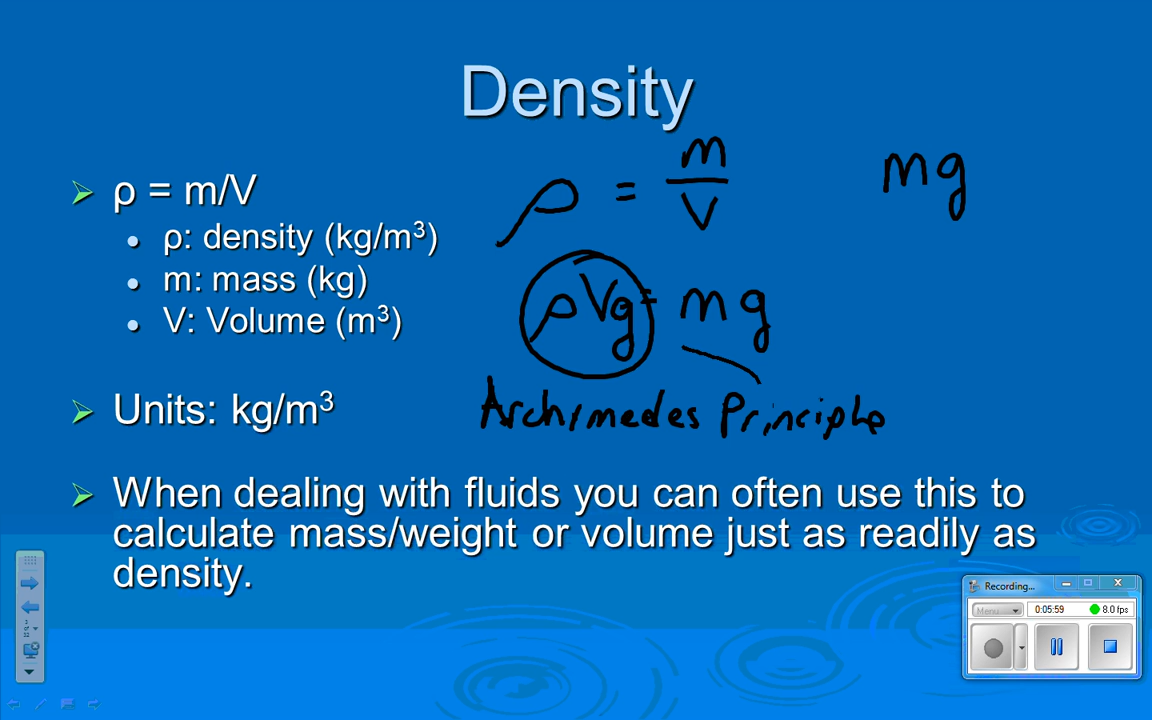 Density
ρ = m/V
ρ: density (kg/m³)
m: mass (kg)
V: Volume (m³)
Units: kg/m³
When dealing with fluids you can often use this to
calculate mass/weight or volume just as readily as
density.
ρ = m/V
mg
ρVg = mg
Archimedes Principle
Recording...
Menu
0:05:59
8.0 fps